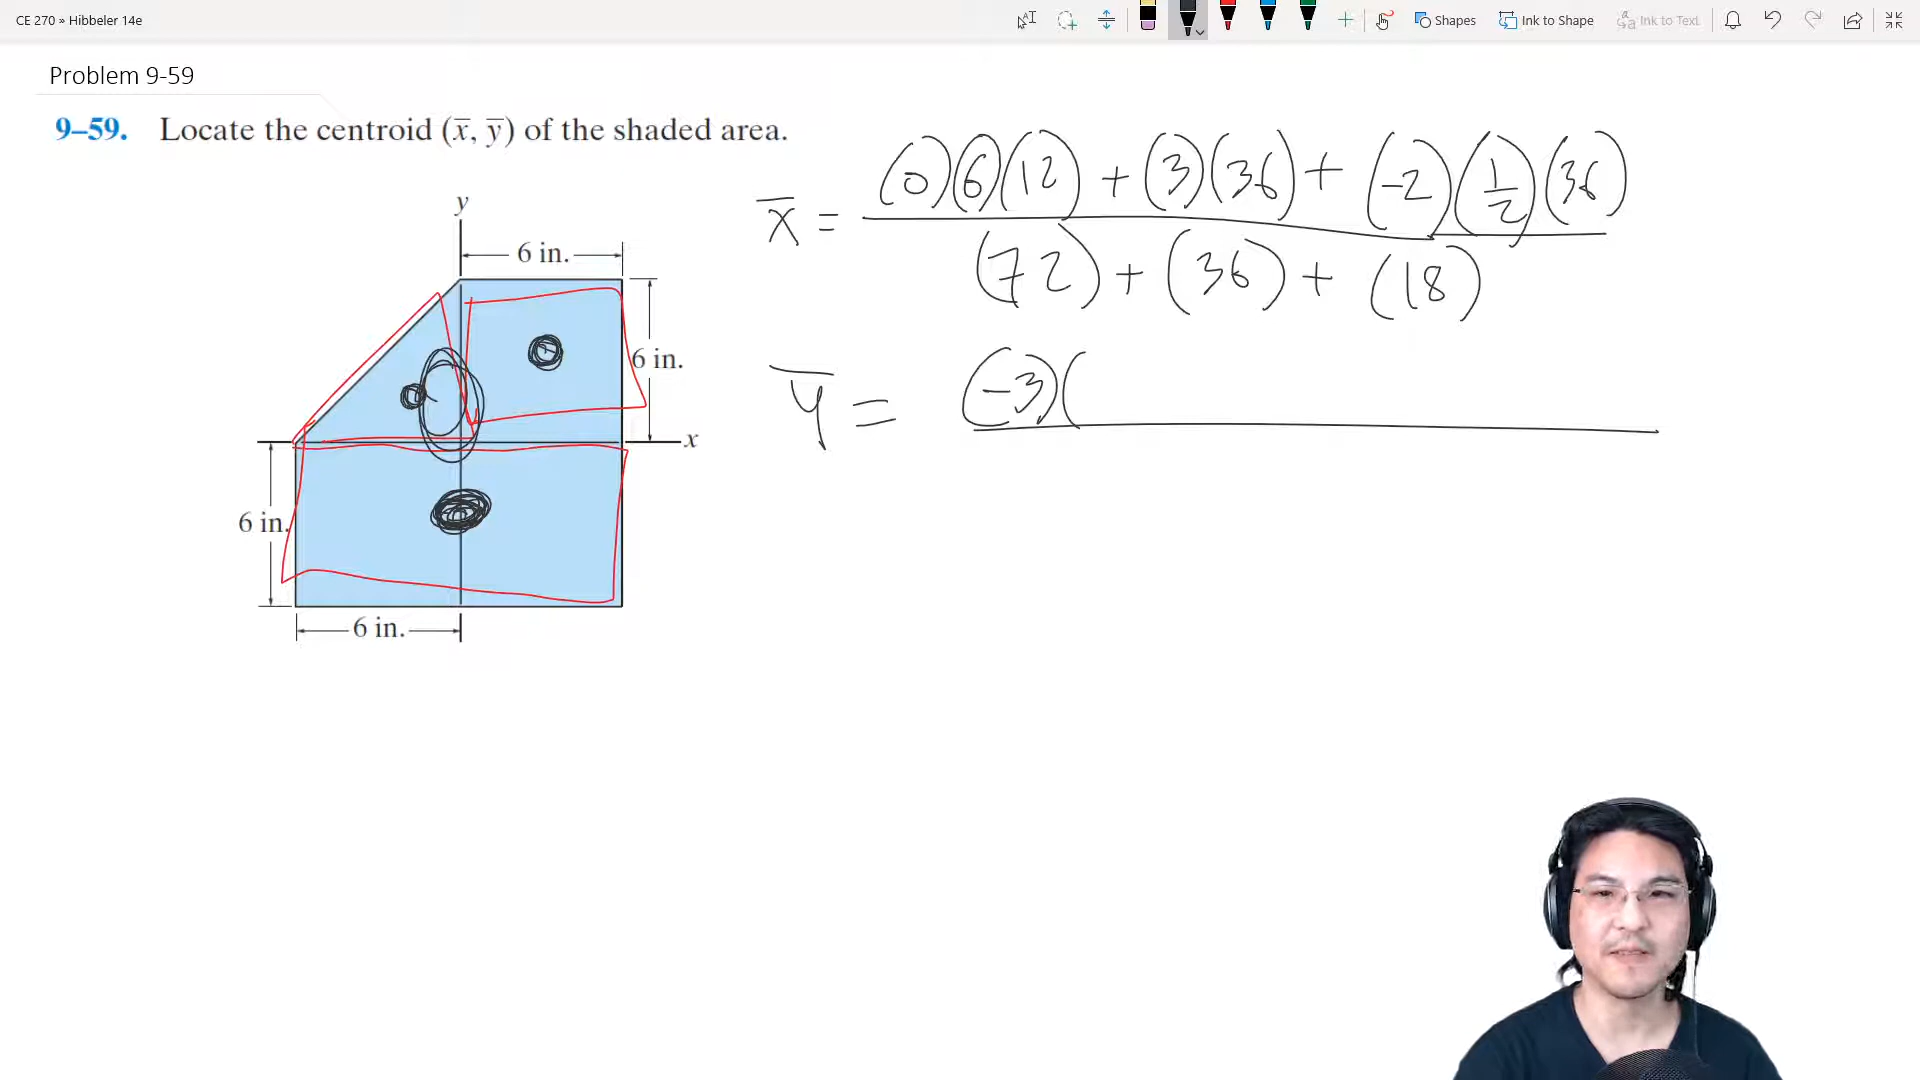 CE 270 » Hibbeler 14e
Shapes
Ink to Shape
Ink to Text
Problem 9-59
9–59. Locate the centroid (x̅, y̅) of the shaded area.
y
6 in.
6 in.
x
6 in.
6 in.
x̅ = (0)(6)(12) + (3)(36) + (-2)(1/2)(36)
(72) + (36) + (18)
y̅ = (-3)(